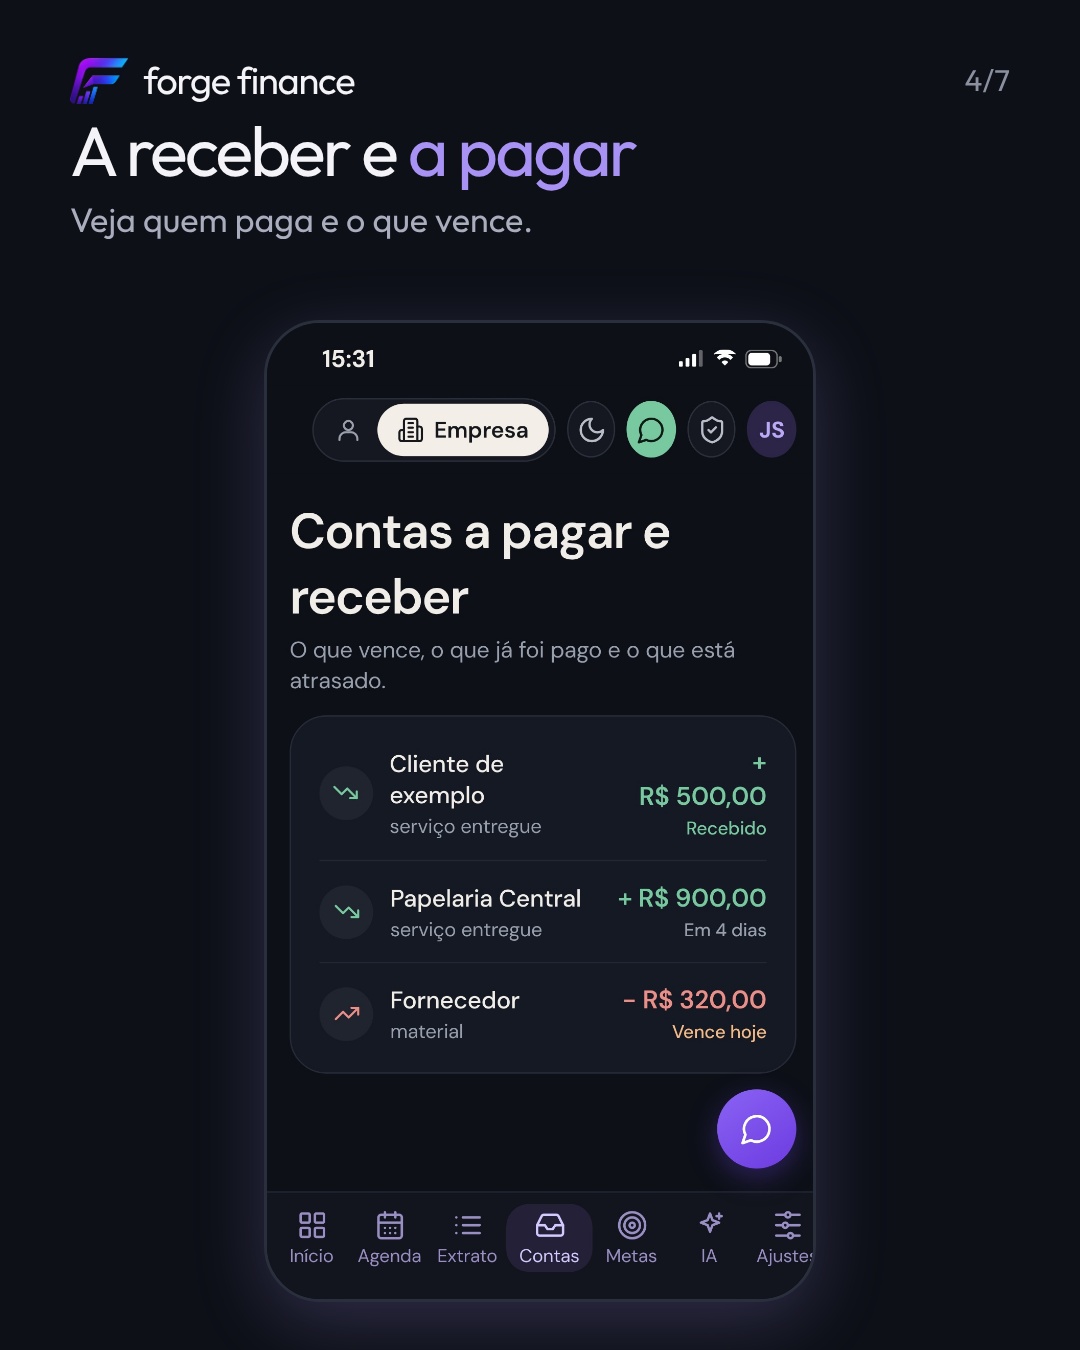 forge finance
4/7
A receber e a pagar
Veja quem paga e o que vence.
15:31
Empresa
JS
Contas a pagar e
receber
O que vence, o que já foi pago e o que está
atrasado.
Cliente de
exemplo
serviço entregue
+
R$ 500,00
Recebido
Papelaria Central
serviço entregue
+ R$ 900,00
Em 4 dias
Fornecedor
material
− R$ 320,00
Vence hoje
Início
Agenda
Extrato
Contas
Metas
IA
Ajustes